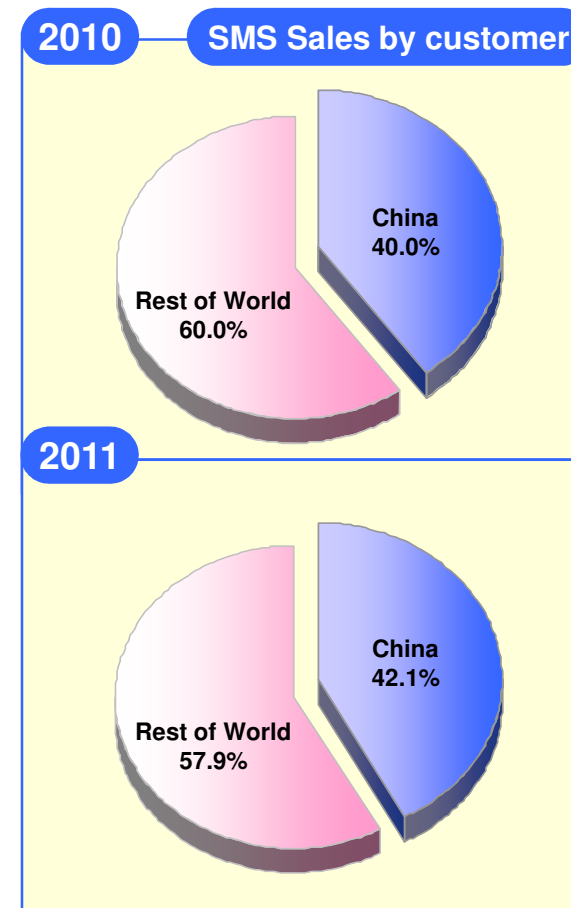 2010
SMS Sales by customer
China
40.0%
Rest of World
60.0%
2011
China
42.1%
Rest of World
57.9%